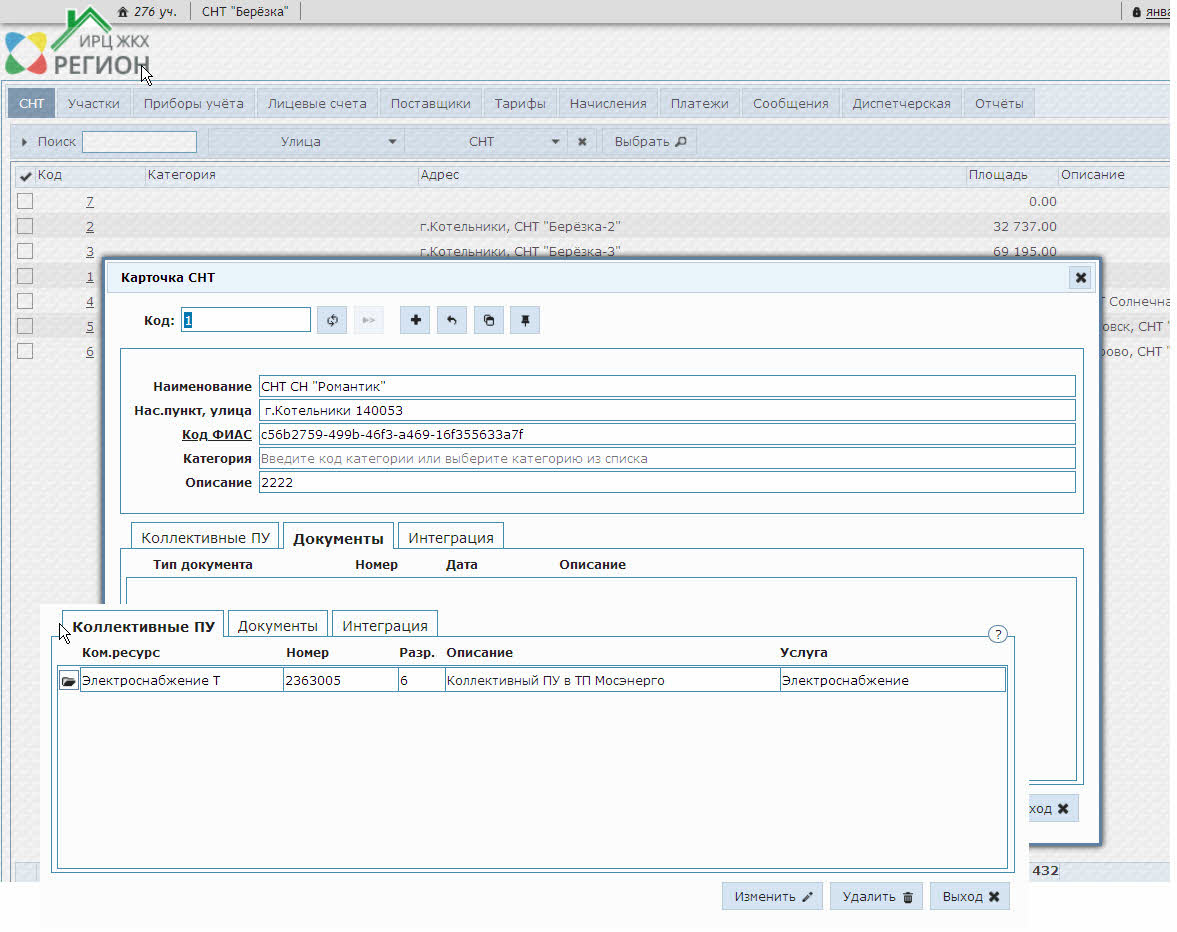 276 уч. СНТ "Берёзка"
ИРЦ ЖКХ
РЕГИОН
СНТ Участки Приборы учёта Лицевые счета Поставщики Тарифы Начисления Платежи Сообщения Диспетчерская Отчёты
Поиск Улица СНТ Выбрать
Код Категория Адрес Площадь Описание
7 0.00
2 г.Котельники, СНТ "Берёзка-2" 32 737.00
3 г.Котельники, СНТ "Берёзка-3" 69 195.00
1
4
5
6
Карточка СНТ
Код: 1
Наименование СНТ СН "Романтик"
Нас.пункт, улица г.Котельники 140053
Код ФИАС c56b2759-499b-46f3-a469-16f355633a7f
Категория Введите код категории или выберите категорию из списка
Описание 2222
Коллективные ПУ Документы Интеграция
Тип документа Номер Дата Описание
Коллективные ПУ Документы Интеграция
?
Ком.ресурс Номер Разр. Описание Услуга
Электроснабжение Т 2363005 6 Коллективный ПУ в ТП Мосэнерго Электроснабжение
ход
432
Изменить Удалить Выход